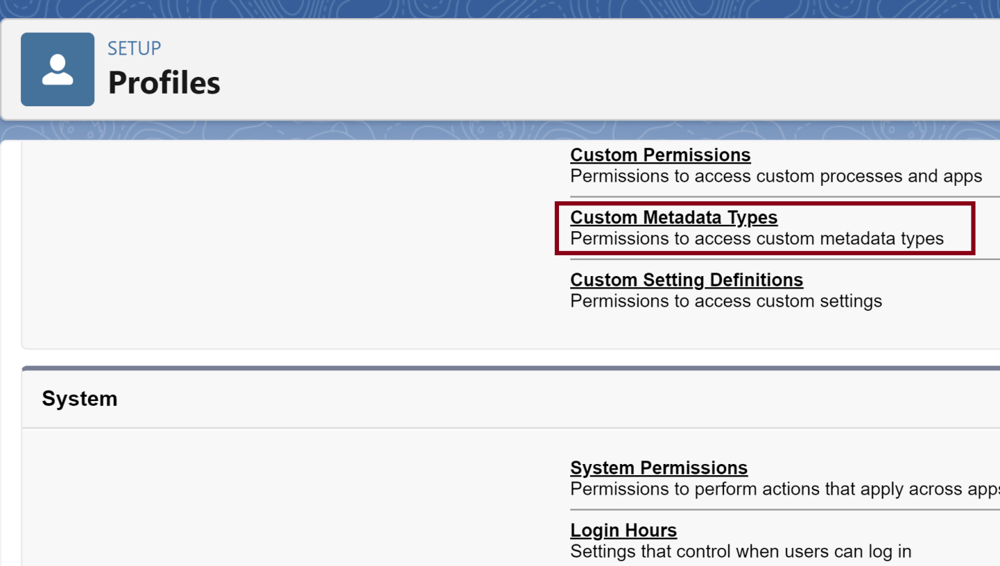 SETUP
Profiles
Custom Permissions
Permissions to access custom processes and apps
Custom Metadata Types
Permissions to access custom metadata types
Custom Setting Definitions
Permissions to access custom settings
System
System Permissions
Permissions to perform actions that apply across apps
Login Hours
Settings that control when users can log in